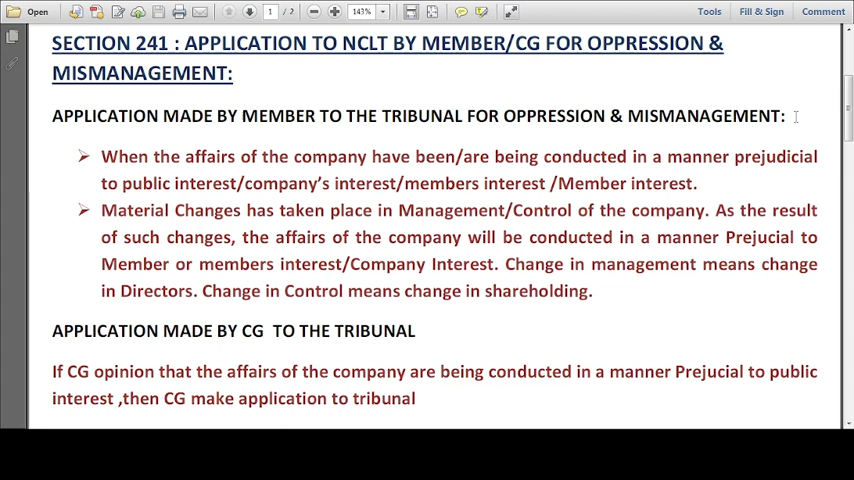 Open
1
/ 2
143%
Tools
Fill & Sign
Comment
SECTION 241 : APPLICATION TO NCLT BY MEMBER/CG FOR OPPRESSION &
MISMANAGEMENT:
APPLICATION MADE BY MEMBER TO THE TRIBUNAL FOR OPPRESSION & MISMANAGEMENT:
When the affairs of the company have been/are being conducted in a manner prejudicial
to public interest/company's interest/members interest /Member interest.
Material Changes has taken place in Management/Control of the company. As the result
of such changes, the affairs of the company will be conducted in a manner Prejucial to
Member or members interest/Company Interest. Change in management means change
in Directors. Change in Control means change in shareholding.
APPLICATION MADE BY CG TO THE TRIBUNAL
If CG opinion that the affairs of the company are being conducted in a manner Prejucial to public
interest ,then CG make application to tribunal